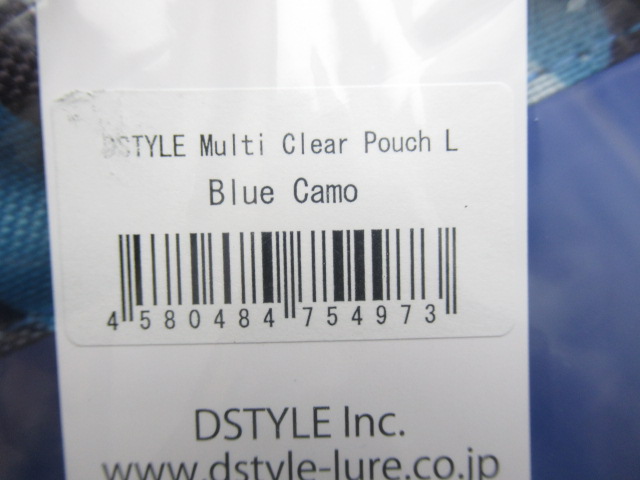 DSTYLE Multi Clear Pouch L
Blue Camo
4 580484 754973
DSTYLE Inc.
www.dstyle-lure.co.jp